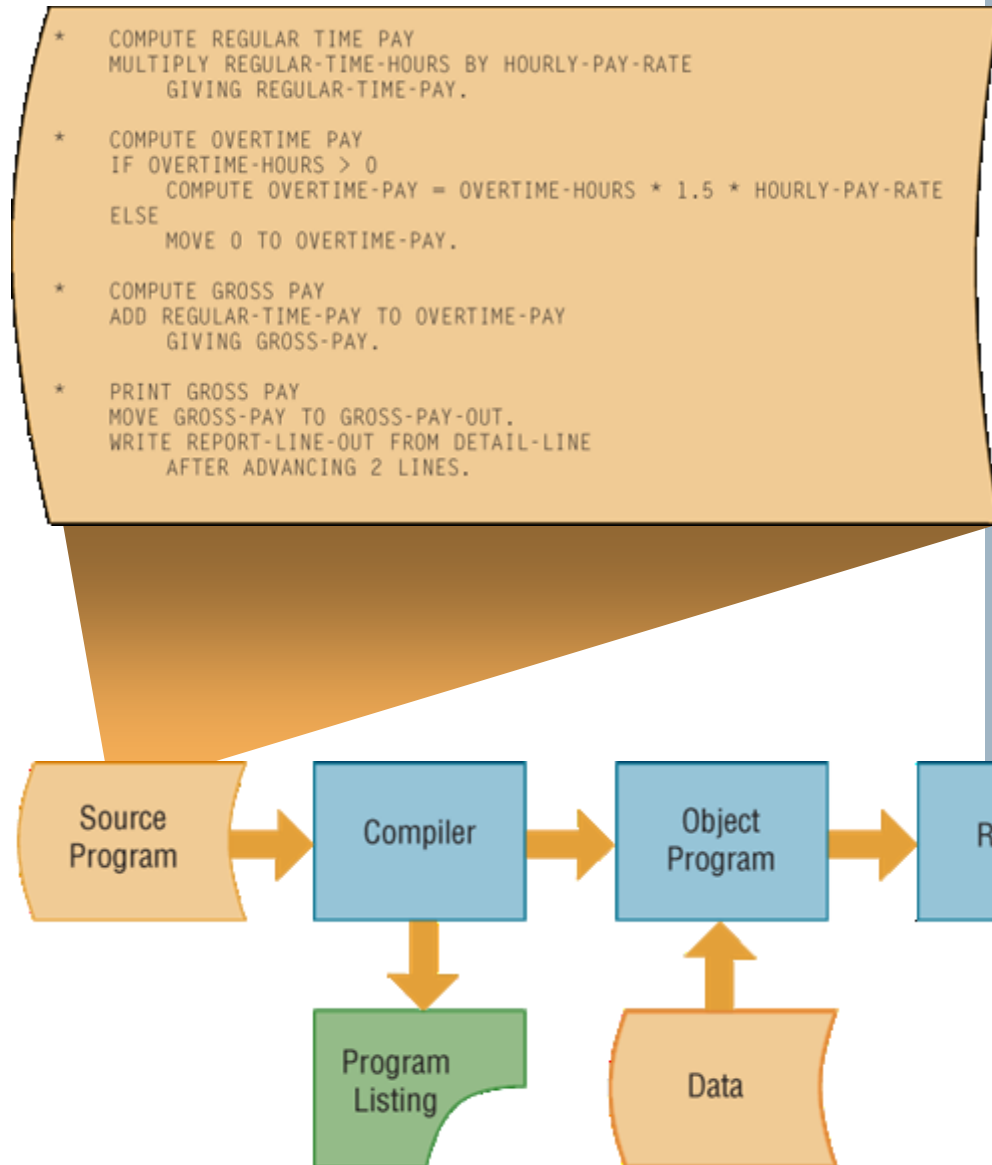 * COMPUTE REGULAR TIME PAY
MULTIPLY REGULAR-TIME-HOURS BY HOURLY-PAY-RATE
GIVING REGULAR-TIME-PAY.
* COMPUTE OVERTIME PAY
IF OVERTIME-HOURS > 0
COMPUTE OVERTIME-PAY = OVERTIME-HOURS * 1.5 * HOURLY-PAY-RATE
ELSE
MOVE 0 TO OVERTIME-PAY.
* COMPUTE GROSS PAY
ADD REGULAR-TIME-PAY TO OVERTIME-PAY
GIVING GROSS-PAY.
* PRINT GROSS PAY
MOVE GROSS-PAY TO GROSS-PAY-OUT.
WRITE REPORT-LINE-OUT FROM DETAIL-LINE
AFTER ADVANCING 2 LINES.
Source
Program
Compiler
Object
Program
Program
Listing
Data